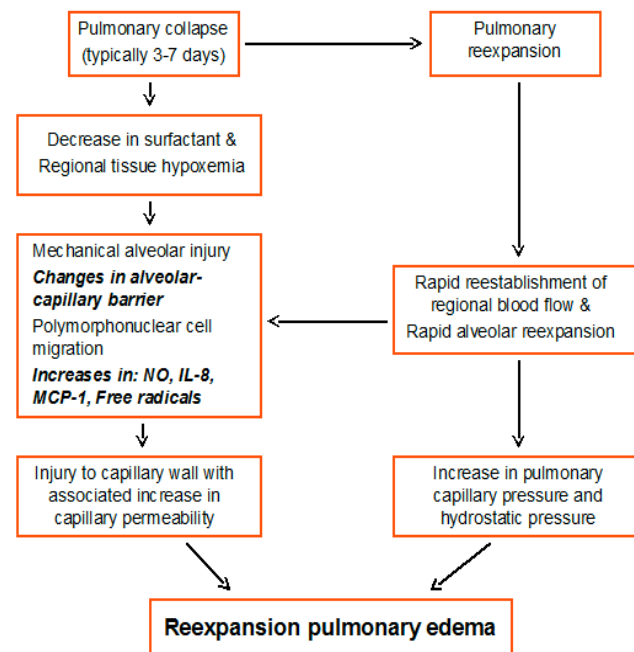 Pulmonary collapse
(typically 3-7 days)
Pulmonary
reexpansion
Decrease in surfactant &
Regional tissue hypoxemia
Mechanical alveolar injury
Changes in alveolar-
capillary barrier
Polymorphonuclear cell
migration
Increases in: NO, IL-8,
MCP-1, Free radicals
Rapid reestablishment of
regional blood flow &
Rapid alveolar reexpansion
Injury to capillary wall with
associated increase in
capillary permeability
Increase in pulmonary
capillary pressure and
hydrostatic pressure
Reexpansion pulmonary edema